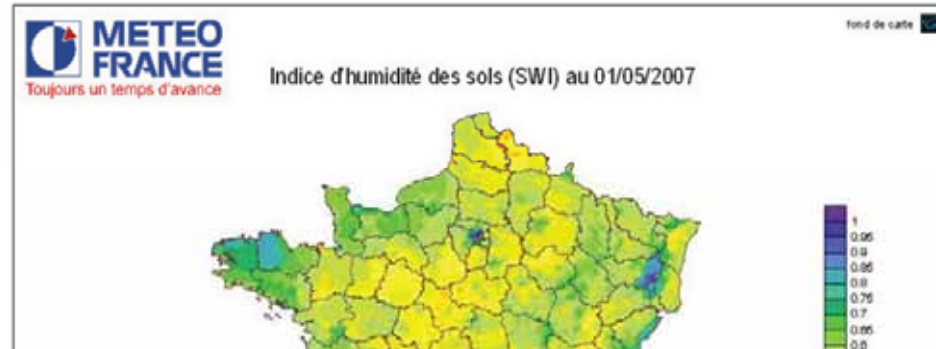 METEO
FRANCE
Toujours un temps d'avance
fond de carte
Indice d'humidité des sols (SWI) au 01/05/2007
1
0.95
0.9
0.85
0.8
0.75
0.7
0.65
0.6